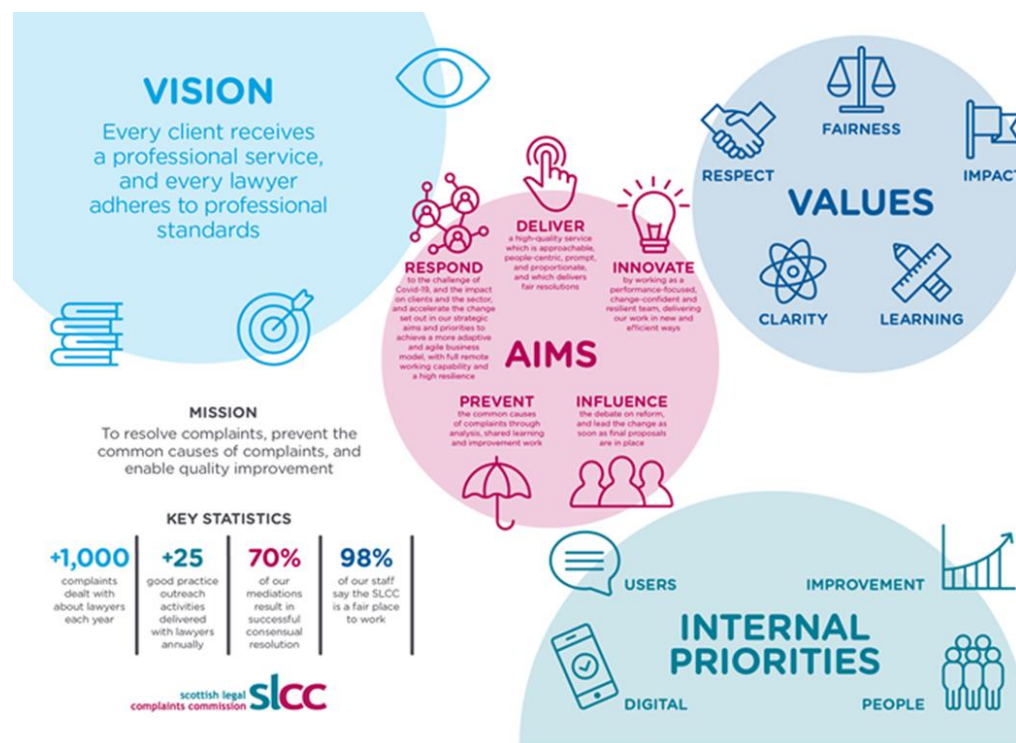 VISION
Every client receives
a professional service,
and every lawyer
adheres to professional
standards
MISSION
To resolve complaints, prevent the
common causes of complaints, and
enable quality improvement
KEY STATISTICS
+1,000
complaints
dealt with
about lawyers
each year
+25
good practice
outreach
activities
delivered
with lawyers
annually
70%
of our
mediations
result in
successful
consensual
resolution
98%
of our staff
say the SLCC
is a fair place
to work
scottish legal
complaints commission
slcc
AIMS
RESPOND
to the challenge of
Covid-19, and the impact
on clients and the sector,
and accelerate the change
set out in our strategic
aims and priorities to
achieve a more adaptive
and agile business
model, with full remote
working capability and
a high resilience
DELIVER
a high-quality service
which is approachable,
people-centric, prompt,
and proportionate,
and which delivers
fair resolutions
INNOVATE
by working as a
performance-focused,
change-confident and
resilient team, delivering
our work in new and
efficient ways
PREVENT
the common causes
of complaints through
analysis, shared learning
and improvement work
INFLUENCE
the debate on reform,
and lead the change as
soon as final proposals
are in place
VALUES
RESPECT
FAIRNESS
IMPACT
CLARITY
LEARNING
INTERNAL
PRIORITIES
USERS
IMPROVEMENT
DIGITAL
PEOPLE